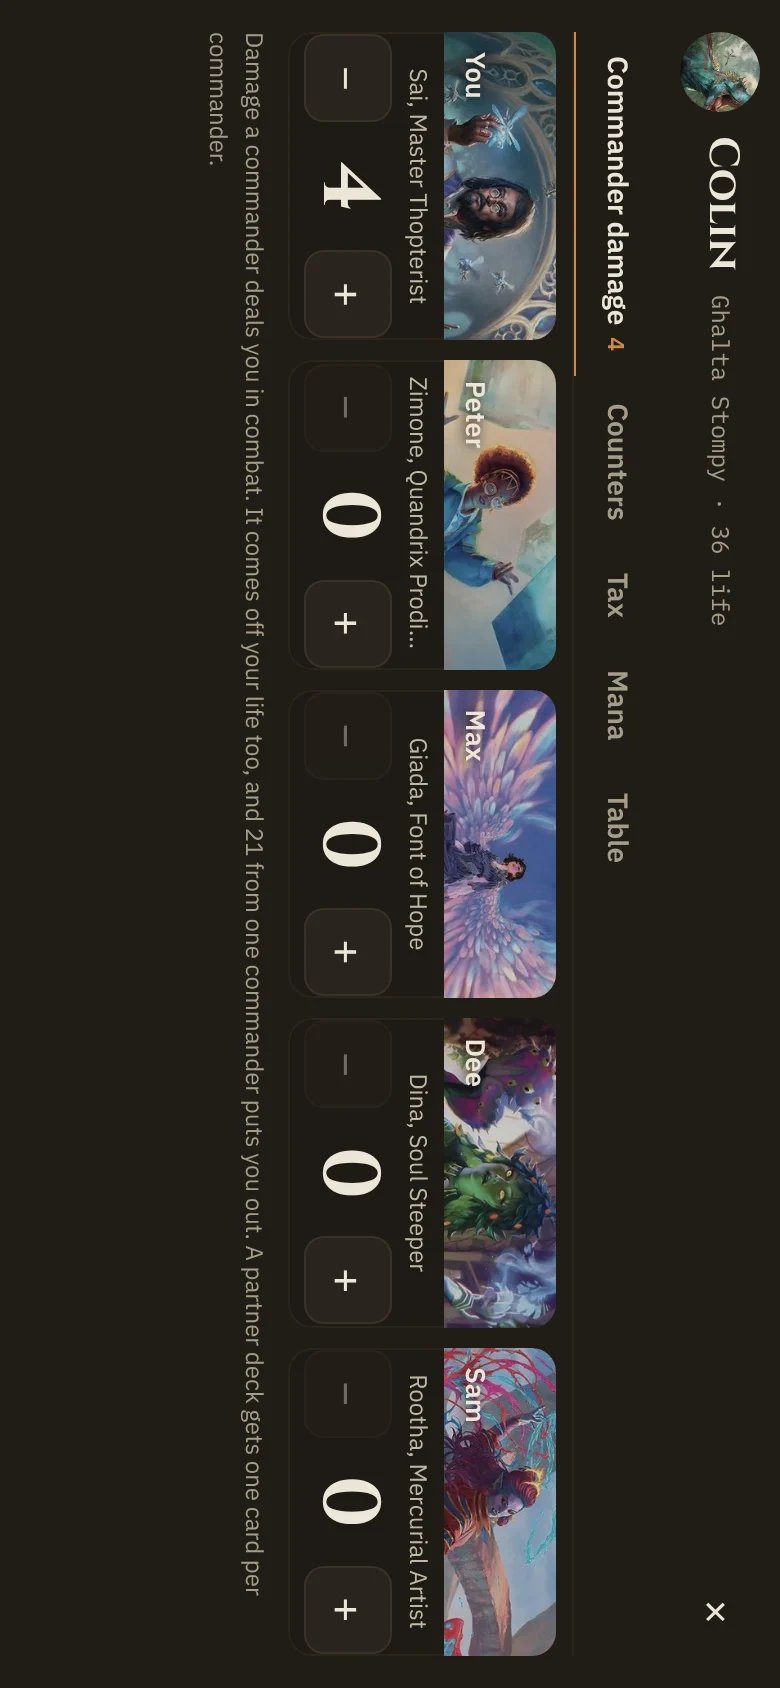 COLIN Ghalta Stompy · 36 life ×
Commander damage 4 Counters Tax Mana Table
You
Sai, Master Thopterist
− 4 +
Peter
Zimone, Quandrix Prodi...
− 0 +
Max
Giada, Font of Hope
− 0 +
Dee
Dina, Soul Steeper
− 0 +
Sam
Rootha, Mercurial Artist
− 0 +
Damage a commander deals you in combat. It comes off your life too, and 21 from one commander puts you out. A partner deck gets one card per
commander.